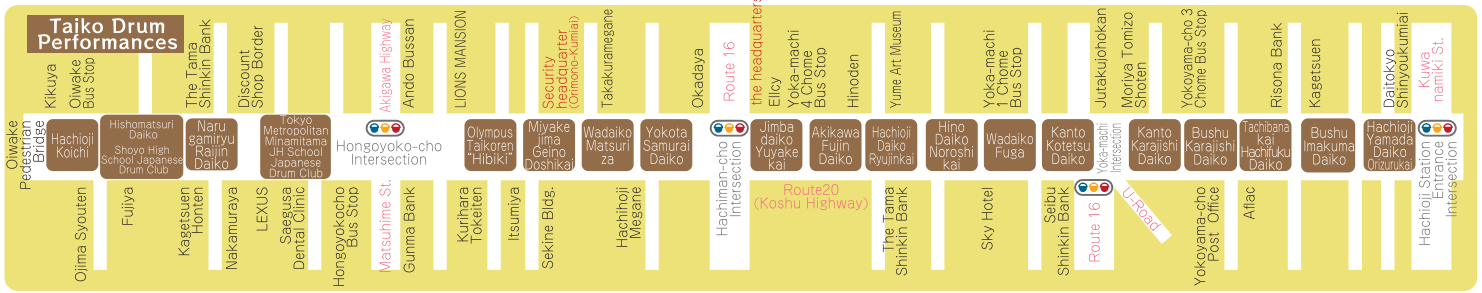 Taiko Drum
Performances
Kikuya
Oiwake
Bus Stop
The Tama
Shinkin Bank
Discount
Shop Border
Akigawa Highway
Ando Bussan
LIONS MANSION
Security
headquarter
(Orimono-Kumiai)
Takakuramegane
Okadaya
Route 16
the headquarters
Ellcy
Yoka-machi
4 Chome
Bus Stop
Hinoden
Yume Art Museum
Yoka-machi
1 Chome
Bus Stop
Jutakujohokan
Moriya Tomizo
Shoten
Yokoyama-cho 3
Chome Bus Stop
Risona Bank
Kagetsuen
Daitokyo
Shinyoukumiai
Kuwa
namiki St.
Oiwake
Pedestrian
Bridge
Hachioji
Koichi
Hishomatsuri
Daiko
Shoyo High
School Japanese
Drum Club
Naru
gamiryu
Raijin
Daiko
Tokyo
Metropolitan
Minamitama
JH School
Japanese
Drum Club
Hongoyoko-cho
Intersection
Olympus
Taikoren
"Hibiki"
Miyake
jima
Geino
Doshikai
Wadaiko
Matsuri
za
Yokota
Samurai
Daiko
Hachiman-cho
Intersection
Jimba
daiko
Yuyake
kai
Akikawa
Fujin
Daiko
Hachioji
Daiko
Ryujinkai
Hino
Daiko
Noroshi
kai
Wadaiko
Fuga
Kanto
Kotetsu
Daiko
Yoka-machi
Intersection
Kanto
Karajishi
Daiko
Bushu
Karajishi
Daiko
Tachibana
kai
Hachifuku
Daiko
Bushu
Imakuma
Daiko
Hachioji
Yamada
Daiko
Orizurukai
Hachioji Station
Entrance
Intersection
Ojima Syouten
Fujiya
Kagetsuen
Honten
Nakamuraya
LEXUS
Saegusa
Dental Clinic
Hongoyokocho
Bus Stop
Matsuhime St.
Gunma Bank
Kurihara
Tokeiten
Itsumiya
Sekine Bldg.
Hachihoji
Megane
Route20
(Koshu Highway)
The Tama
Shinkin Bank
Sky Hotel
Seibu
Shinkin Bank
Route 16
U-Road
Yokoyama-cho
Post Office
Aflac